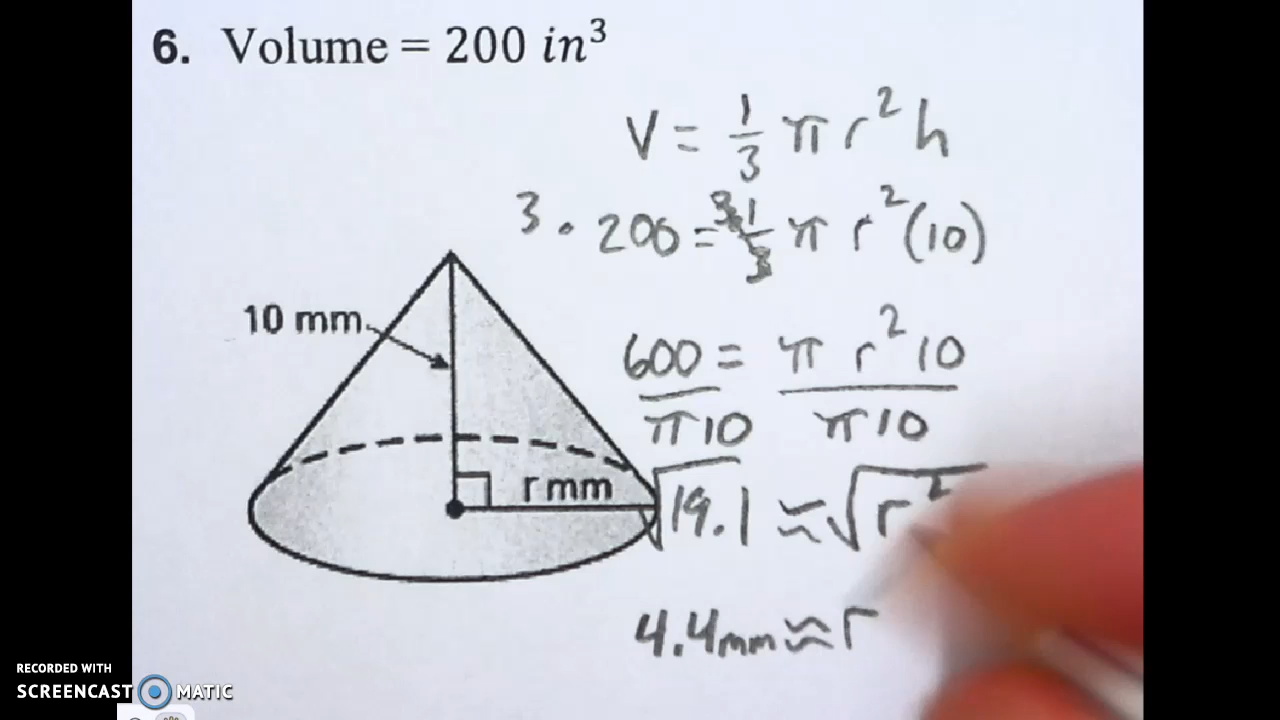 6. Volume = 200 in³
V = 1/3 π r² h
3 · 200 = 3 · 1/3 π r² (10)
10 mm
600 = π r² 10
π10 π10
r mm
√19.1 ≈ √r²
4.4mm ≈ r
RECORDED WITH
SCREENCAST MATIC